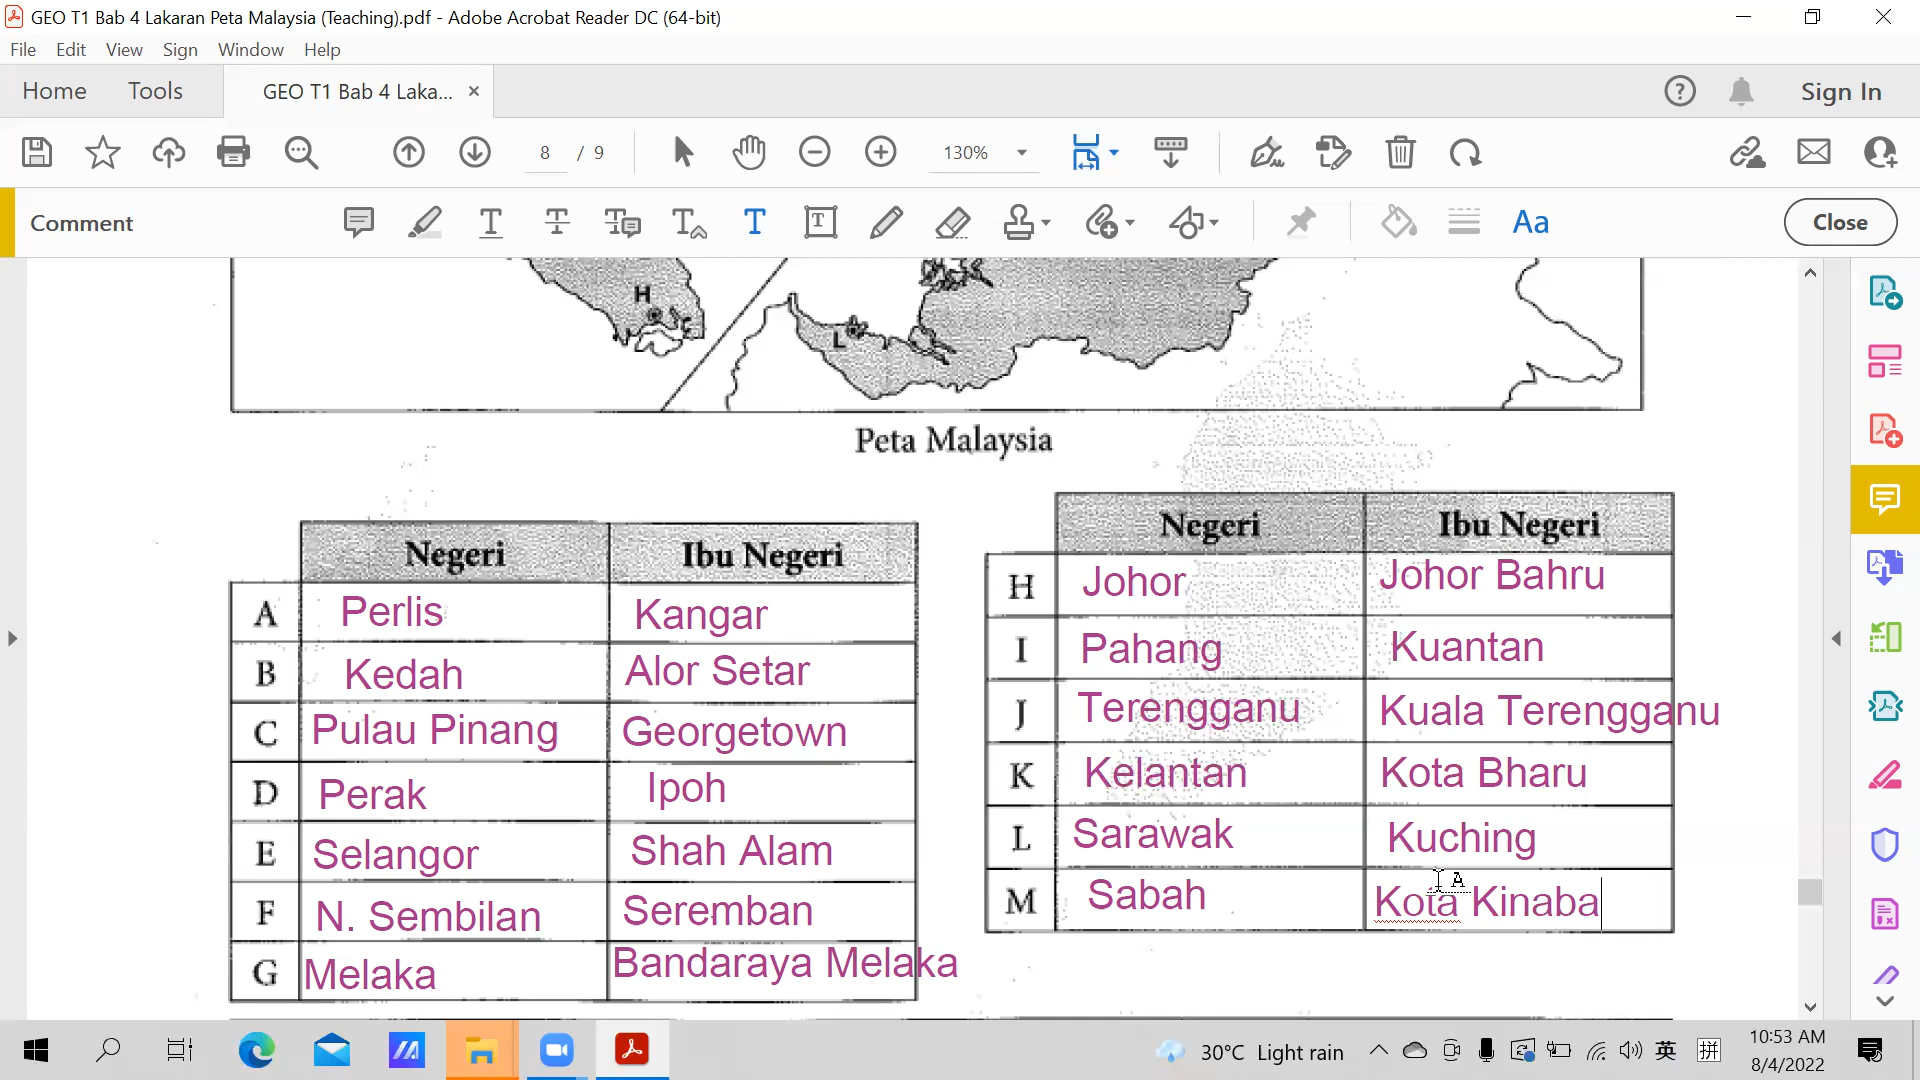 GEO T1 Bab 4 Lakaran Peta Malaysia (Teaching).pdf - Adobe Acrobat Reader DC (64-bit)
File Edit View Sign Window Help
Home Tools GEO T1 Bab 4 Laka... × Sign In
8 / 9 130%
Comment Aa Close
H
L
Peta Malaysia
Negeri Ibu Negeri
A Perlis Kangar
B Kedah Alor Setar
C Pulau Pinang Georgetown
D Perak Ipoh
E Selangor Shah Alam
F N. Sembilan Seremban
G Melaka Bandaraya Melaka
Negeri Ibu Negeri
H Johor Johor Bahru
I Pahang Kuantan
J Terengganu Kuala Terengganu
K Kelantan Kota Bharu
L Sarawak Kuching
M Sabah Kota Kinaba
30°C Light rain 英 拼 10:53 AM
8/4/2022